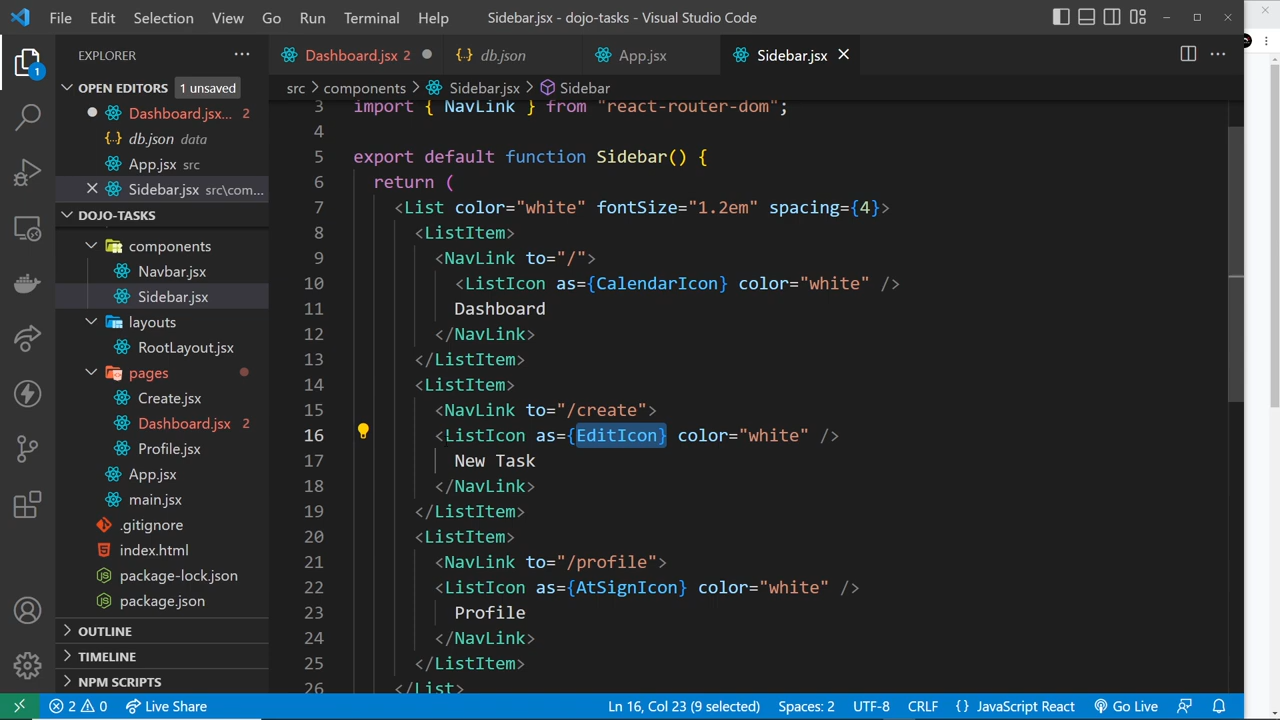 File Edit Selection View Go Run Terminal Help Sidebar.jsx - dojo-tasks - Visual Studio Code
EXPLORER
Dashboard.jsx 2 db.json App.jsx Sidebar.jsx
1
OPEN EDITORS 1 unsaved
src > components > Sidebar.jsx > Sidebar
Dashboard.jsx... 2
db.json data
App.jsx src
Sidebar.jsx src\com...
DOJO-TASKS
components
Navbar.jsx
Sidebar.jsx
layouts
RootLayout.jsx
pages
Create.jsx
Dashboard.jsx 2
Profile.jsx
App.jsx
main.jsx
.gitignore
index.html
package-lock.json
package.json
OUTLINE
TIMELINE
NPM SCRIPTS
3 import { NavLink } from "react-router-dom";
4
5 export default function Sidebar() {
6 return (
7 <List color="white" fontSize="1.2em" spacing={4}>
8 <ListItem>
9 <NavLink to="/">
10 <ListIcon as={CalendarIcon} color="white" />
11 Dashboard
12 </NavLink>
13 </ListItem>
14 <ListItem>
15 <NavLink to="/create">
16 <ListIcon as={EditIcon} color="white" />
17 New Task
18 </NavLink>
19 </ListItem>
20 <ListItem>
21 <NavLink to="/profile">
22 <ListIcon as={AtSignIcon} color="white" />
23 Profile
24 </NavLink>
25 </ListItem>
26 </List>
2 0 Live Share Ln 16, Col 23 (9 selected) Spaces: 2 UTF-8 CRLF {} JavaScript React Go Live